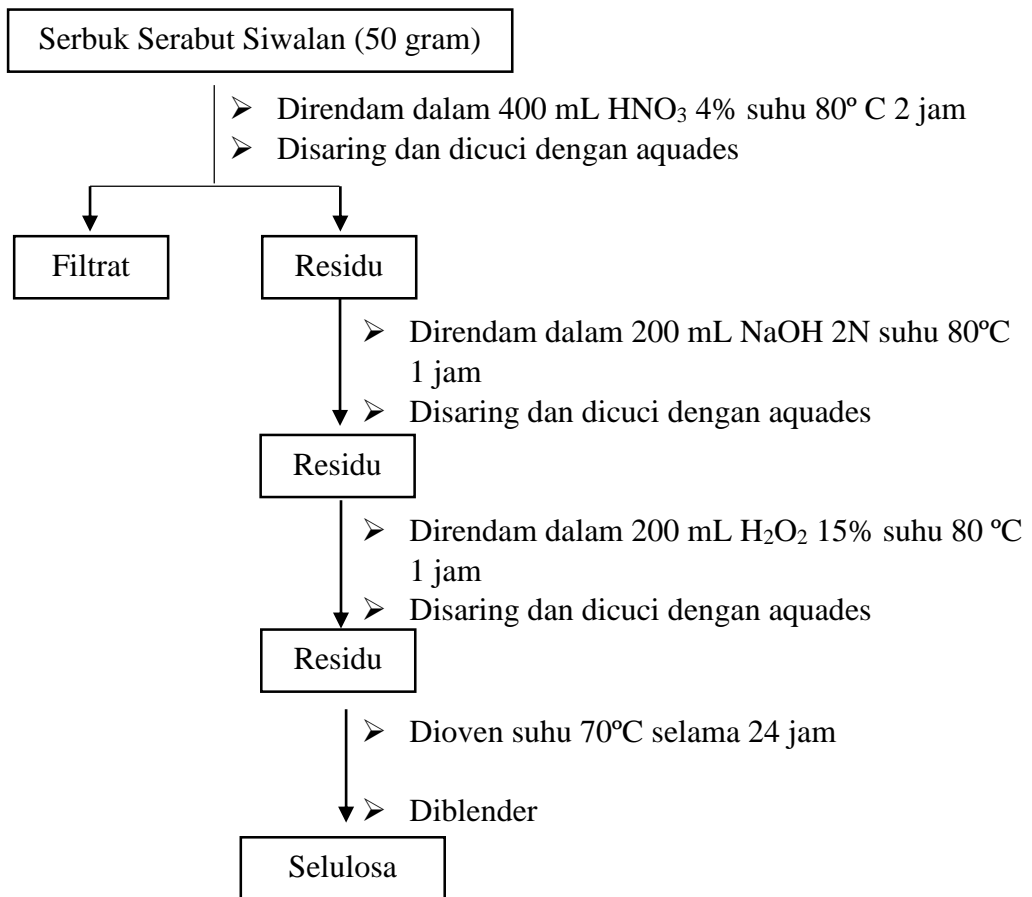 Serbuk Serabut Siwalan (50 gram)
➢ Direndam dalam 400 mL HNO₃ 4% suhu 80º C 2 jam
➢ Disaring dan dicuci dengan aquades
Filtrat
Residu
➢ Direndam dalam 200 mL NaOH 2N suhu 80ºC
1 jam
➢ Disaring dan dicuci dengan aquades
Residu
➢ Direndam dalam 200 mL H₂O₂ 15% suhu 80 ºC
1 jam
➢ Disaring dan dicuci dengan aquades
Residu
➢ Dioven suhu 70ºC selama 24 jam
➢ Diblender
Selulosa